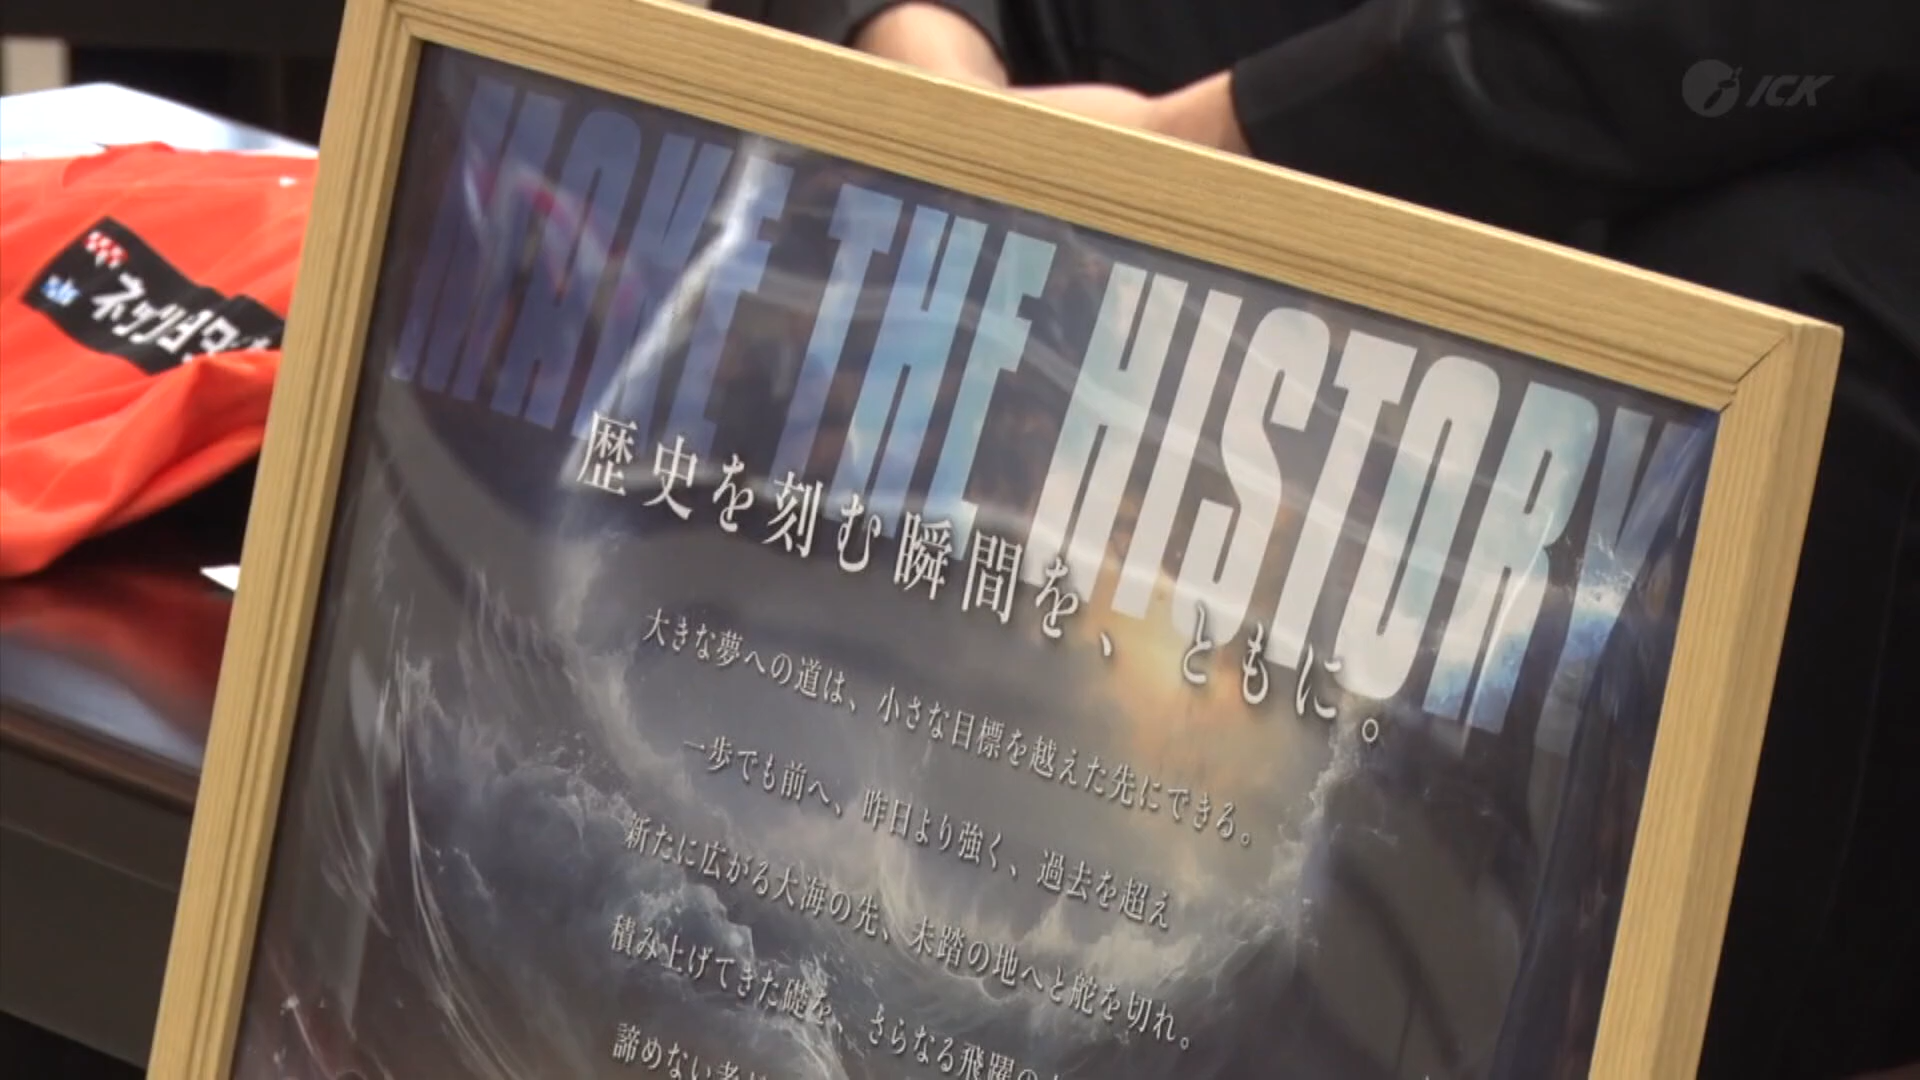 JCK
MAKE THE HISTORY
歴史を刻む瞬間を、ともに。
大きな夢への道は、小さな目標を越えた先にできる。
一歩でも前へ、昨日より強く、過去を超え
新たに広がる大海の先、未踏の地へと舵を切れ。
積み上げてきた礎を、さらなる飛躍の
諦めない者